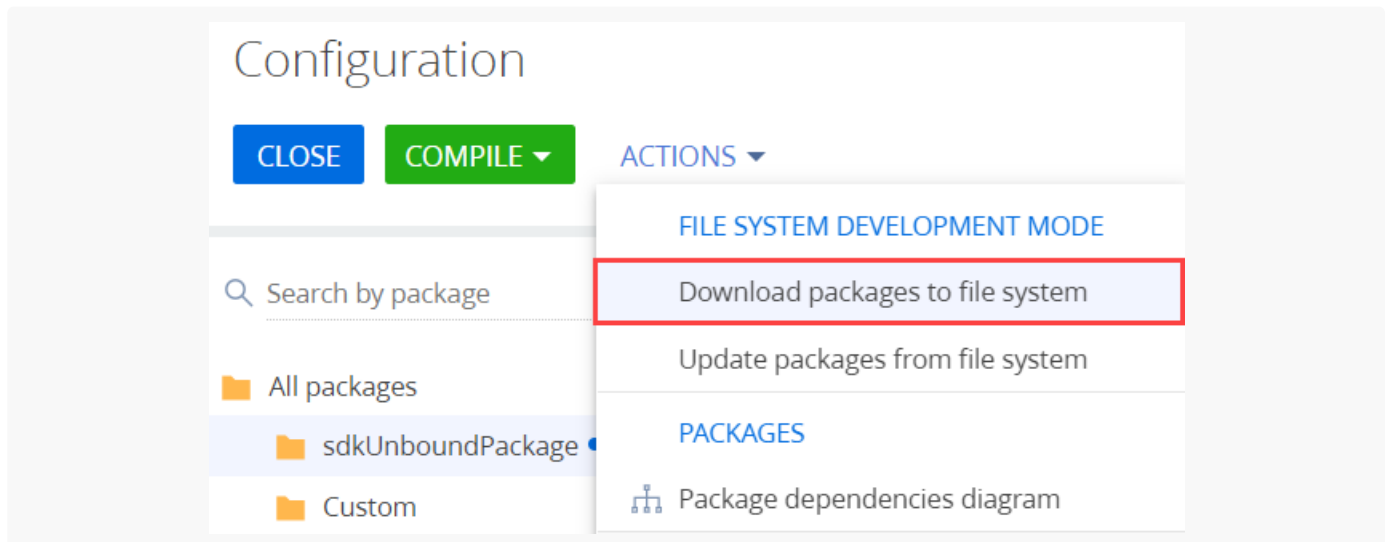 Configuration
CLOSE COMPILE ACTIONS
FILE SYSTEM DEVELOPMENT MODE
Download packages to file system
Search by package
Update packages from file system
All packages
PACKAGES
sdkUnboundPackage
Package dependencies diagram
Custom